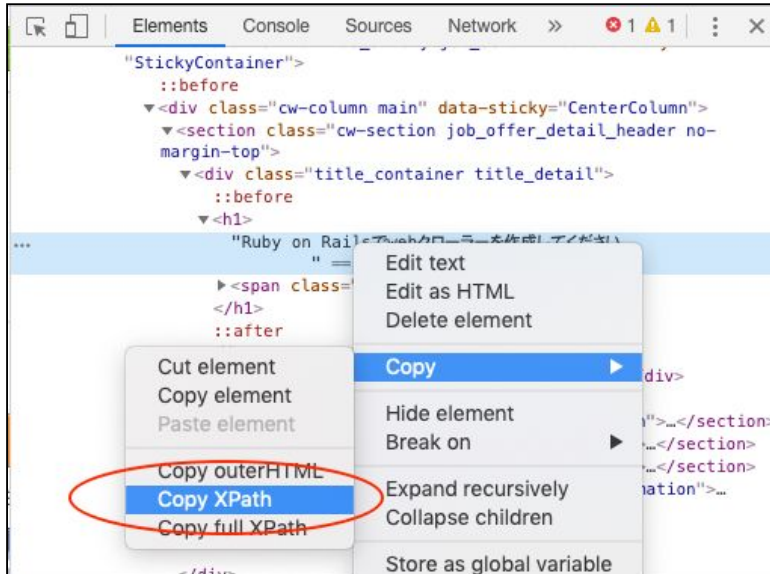 Elements Console Sources Network » 1 1
"StickyContainer">
::before
▼<div class="cw-column main" data-sticky="CenterColumn">
▼<section class="cw-section job_offer_detail_header no-
margin-top">
▼<div class="title_container title_detail">
::before
▼<h1>
... "Ruby on Railsでwebクローラーを作成してください
" ==
▶<span class="
</h1>
::after
Edit text
Edit as HTML
Delete element
Copy ▶
Hide element
Break on ▶
Expand recursively
Collapse children
Store as global variable
Cut element
Copy element
Paste element
Copy outerHTML
Copy XPath
Copy full XPath
div>
">…</section>
…</section>
…</section>
mation">…
</div>